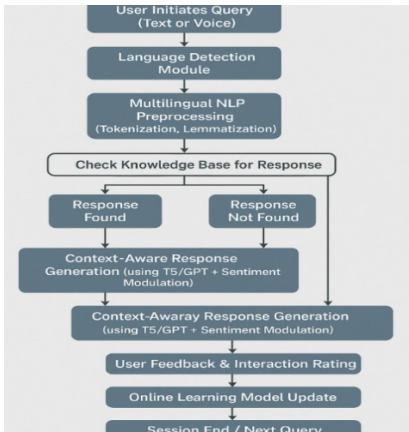 User Initiates Query
(Text or Voice)
Language Detection
Module
Multilingual NLP
Preprocessing
(Tokenization, Lemmatization)
Check Knowledge Base for Response
Response
Found
Response
Not Found
Context-Aware Response
Generation (using T5/GPT + Sentiment
Modulation)
Context-Awaray Response Generation
(using T5/GPT + Sentiment Modulation)
User Feedback & Interaction Rating
Online Learning Model Update
Session End / Next Query